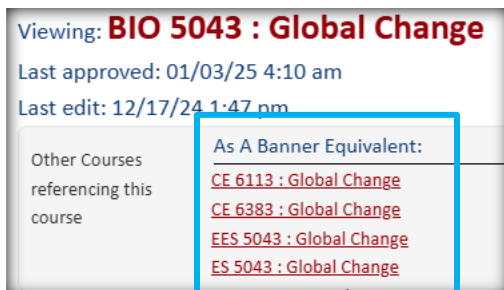 Viewing: BIO 5043 : Global Change
Last approved: 01/03/25 4:10 am
Last edit: 12/17/24 1:47 pm
Other Courses
referencing this
course
As A Banner Equivalent:
CE 6113 : Global Change
CE 6383 : Global Change
EES 5043 : Global Change
ES 5043 : Global Change